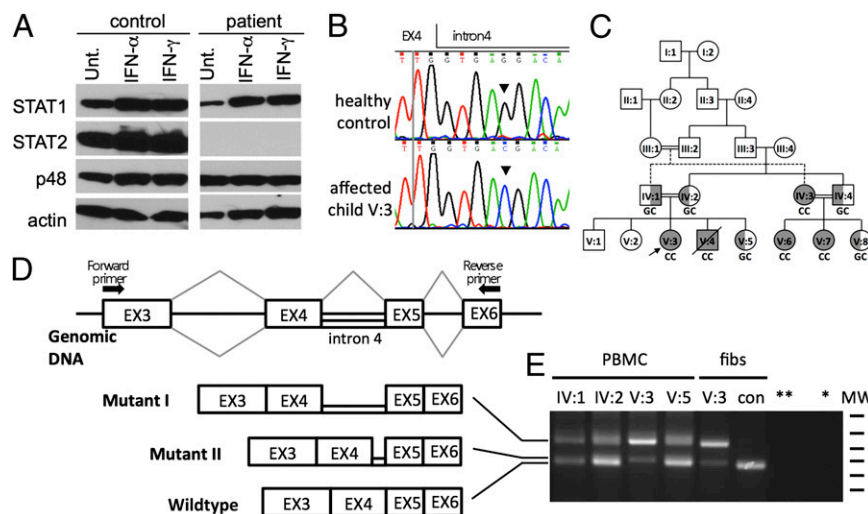 A
control
patient
Unt.
IFN-α
IFN-γ
Unt.
IFN-α
IFN-γ
STAT1
STAT2
p48
actin
B
EX4
intron4
T T G G T G A G G A C A
healthy control
T T G G T G A C G A C A
affected child V:3
C
I:1
I:2
II:1
II:2
II:3
II:4
III:1
III:2
III:3
III:4
IV:1
IV:2
IV:3
IV:4
GC
GC
CC
GC
V:1
V:2
V:3
V:4
V:5
V:6
V:7
V:8
CC
CC
GC
CC
CC
GC
D
Forward primer
Reverse primer
EX3
EX4
EX5
EX6
Genomic DNA
intron 4
Mutant I
EX3
EX4
EX5
EX6
Mutant II
EX3
EX4
EX5
EX6
Wildtype
EX3
EX4
EX5
EX6
E
PBMC
fibs
IV:1
IV:2
V:3
V:5
V:3
con
**
*
MW